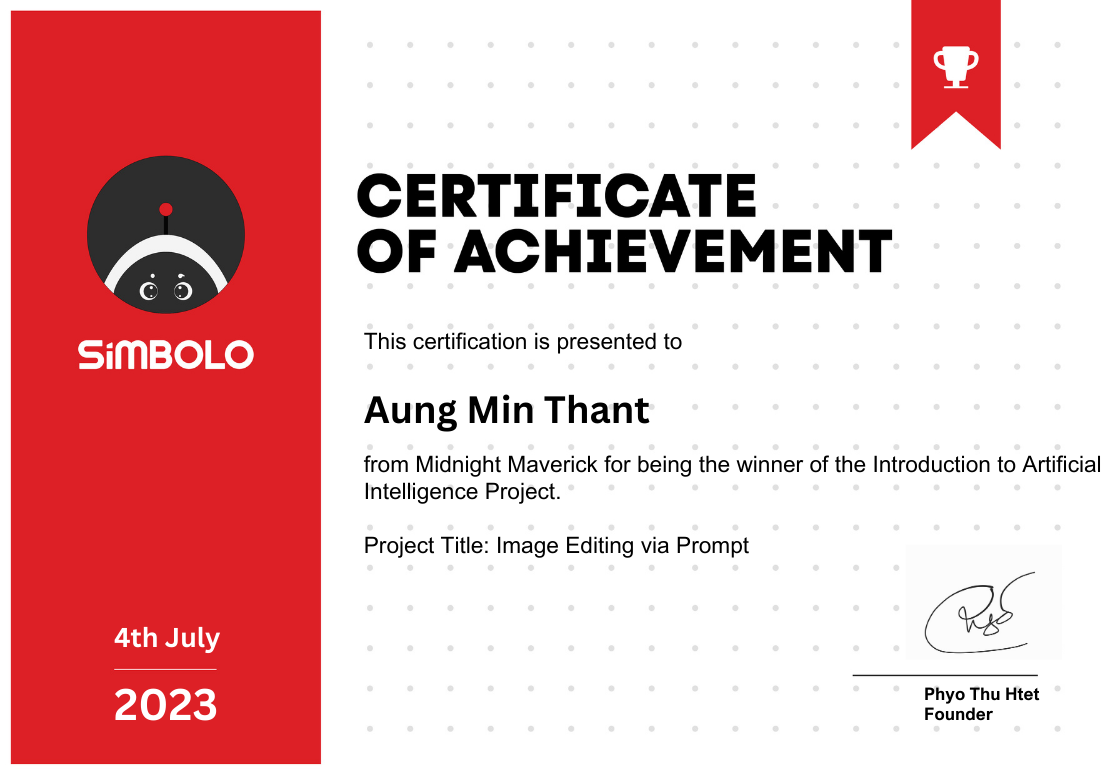 SiMBOLO
4th July
2023
CERTIFICATE
OF ACHIEVEMENT
This certification is presented to
Aung Min Thant
from Midnight Maverick for being the winner of the Introduction to Artificial
Intelligence Project.
Project Title: Image Editing via Prompt
Phyo
Phyo Thu Htet
Founder